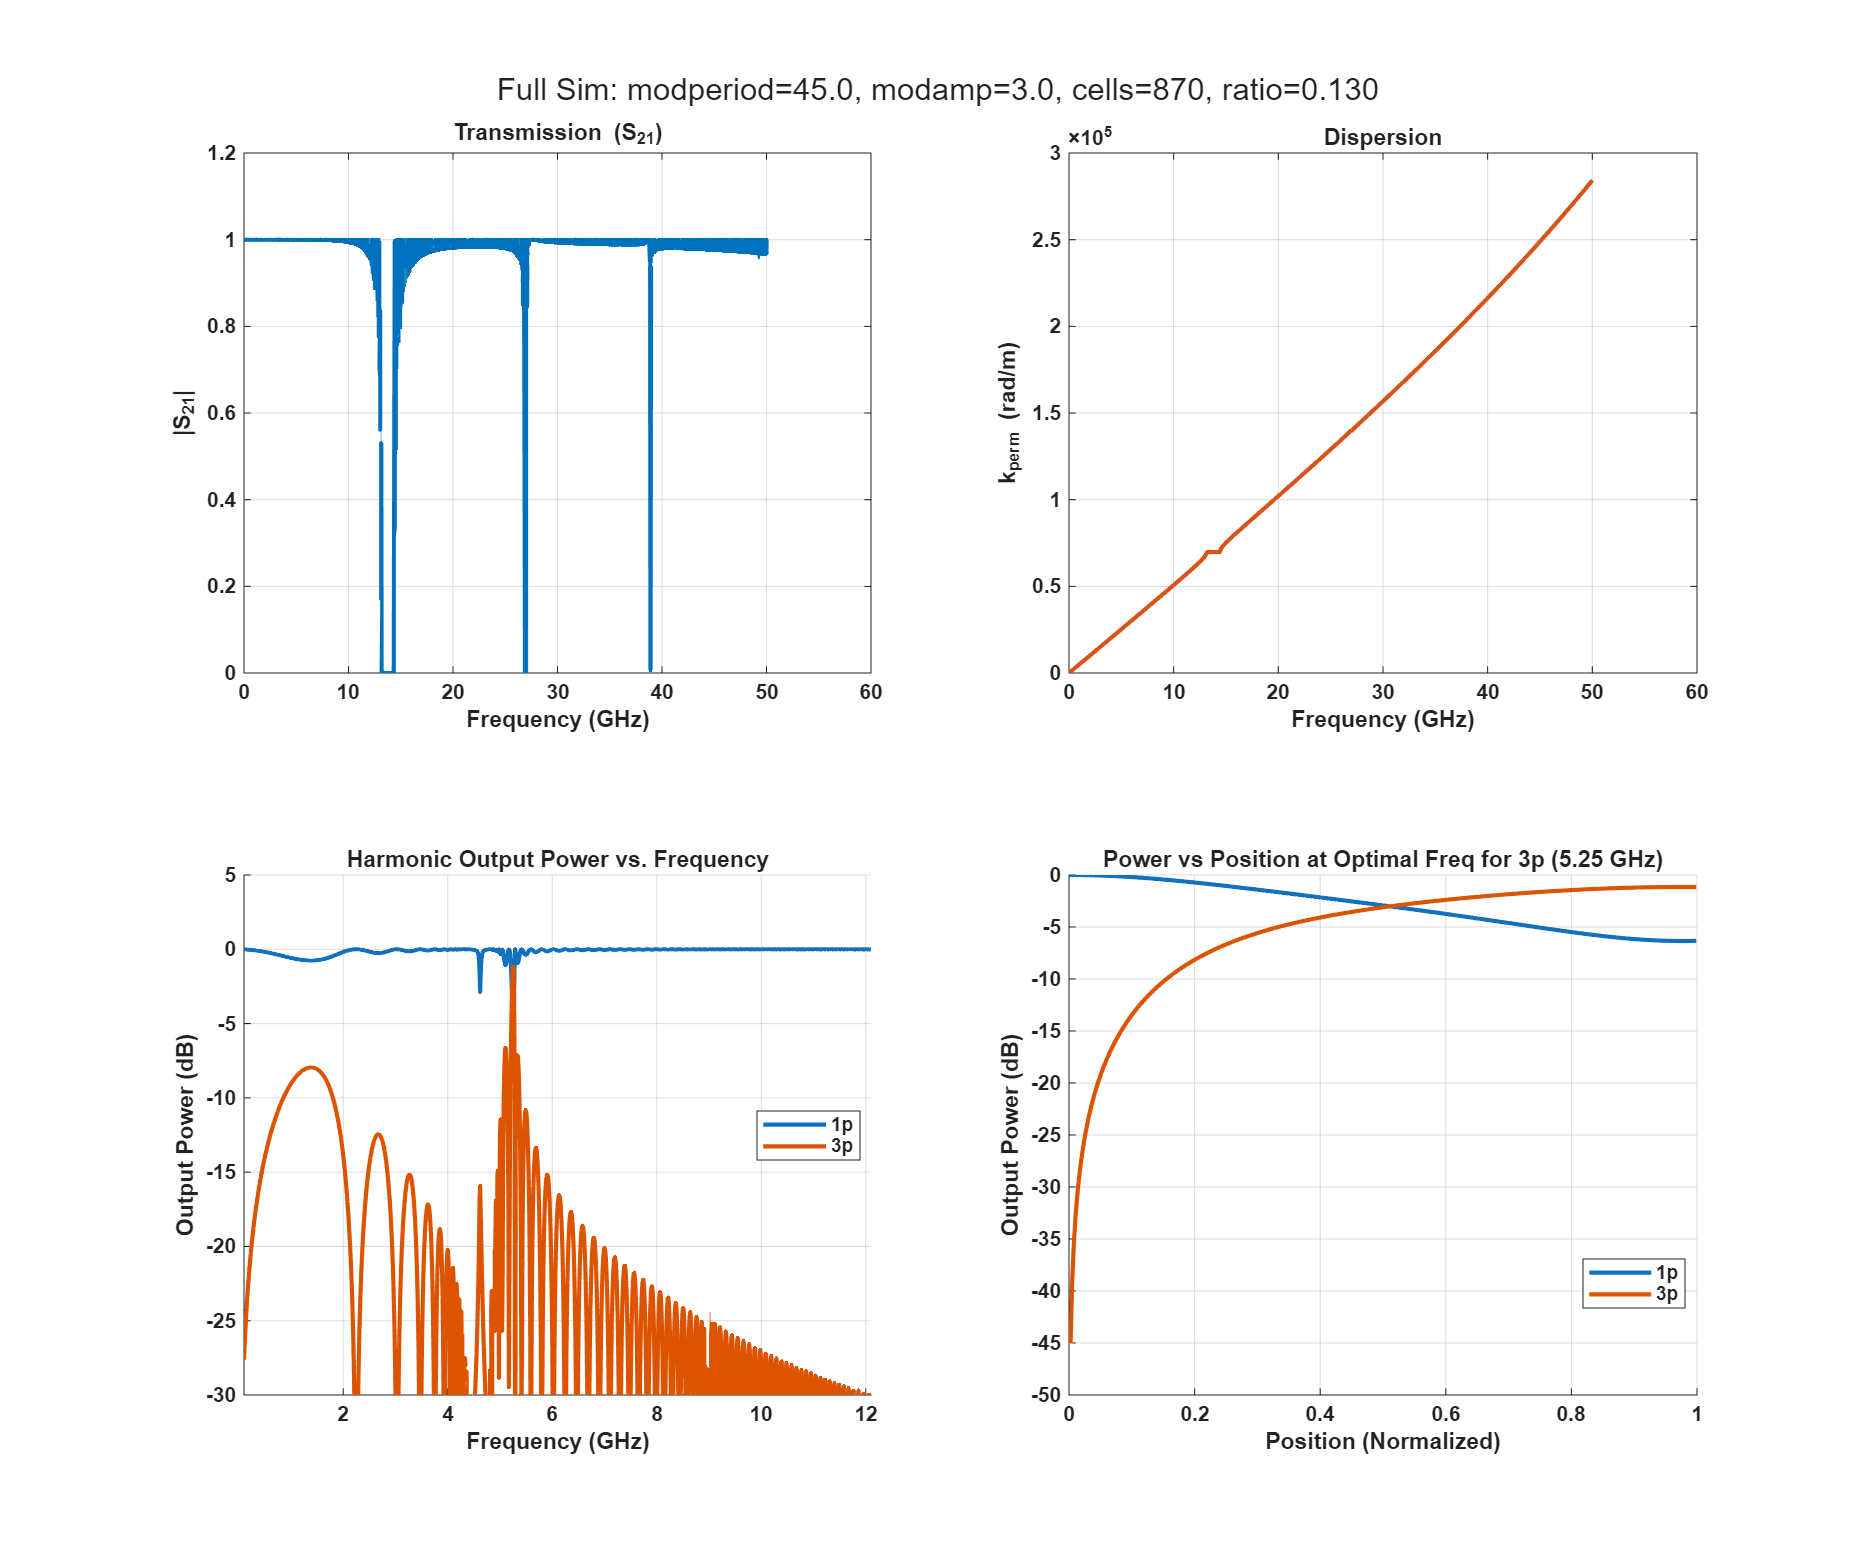 Full Sim: modperiod=45.0, modamp=3.0, cells=870, ratio=0.130
Transmission (S21)
1.2
1
0.8
0.6
0.4
0.2
0
|S21|
0 10 20 30 40 50 60
Frequency (GHz)
×10^5
Dispersion
3
2.5
2
1.5
1
0.5
0
kperm (rad/m)
0 10 20 30 40 50 60
Frequency (GHz)
Harmonic Output Power vs. Frequency
5
0
-5
-10
-15
-20
-25
-30
Output Power (dB)
1p
3p
2 4 6 8 10 12
Frequency (GHz)
Power vs Position at Optimal Freq for 3p (5.25 GHz)
0
-5
-10
-15
-20
-25
-30
-35
-40
-45
-50
Output Power (dB)
1p
3p
0 0.2 0.4 0.6 0.8 1
Position (Normalized)